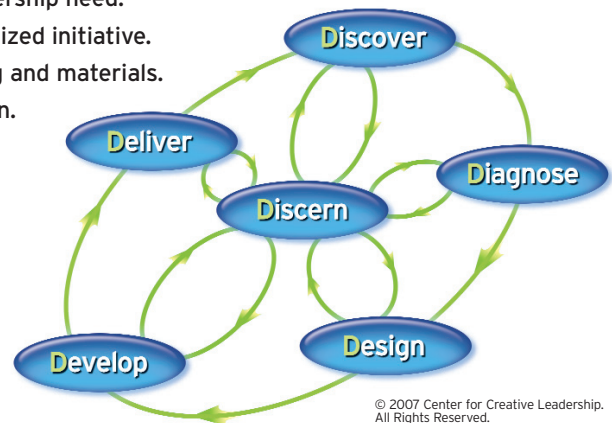 need.
ized initiative.
and materials.
Discover
Deliver
Diagnose
Discern
Design
Develop
© 2007 Center for Creative Leadership.
All Rights Reserved.